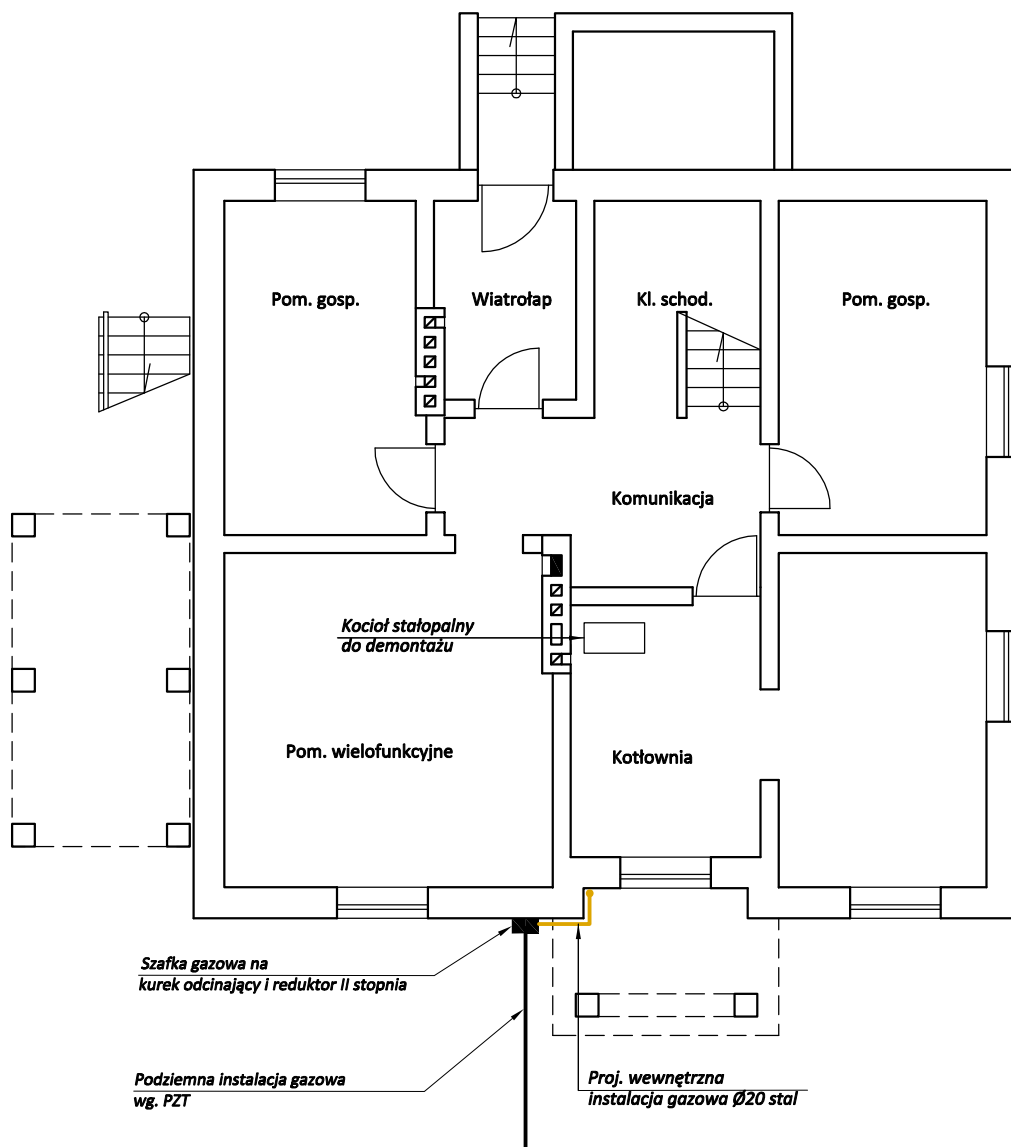 Pom. gosp.
Wiatrołap
Kl. schod.
Pom. gosp.
Komunikacja
Kocioł stałopalny
do demontażu
Pom. wielofunkcyjne
Kotłownia
Szafka gazowa na
kurek odcinający i reduktor II stopnia
Podziemna instalacja gazowa
wg. PZT
Proj. wewnętrzna
instalacja gazowa Ø20 stal